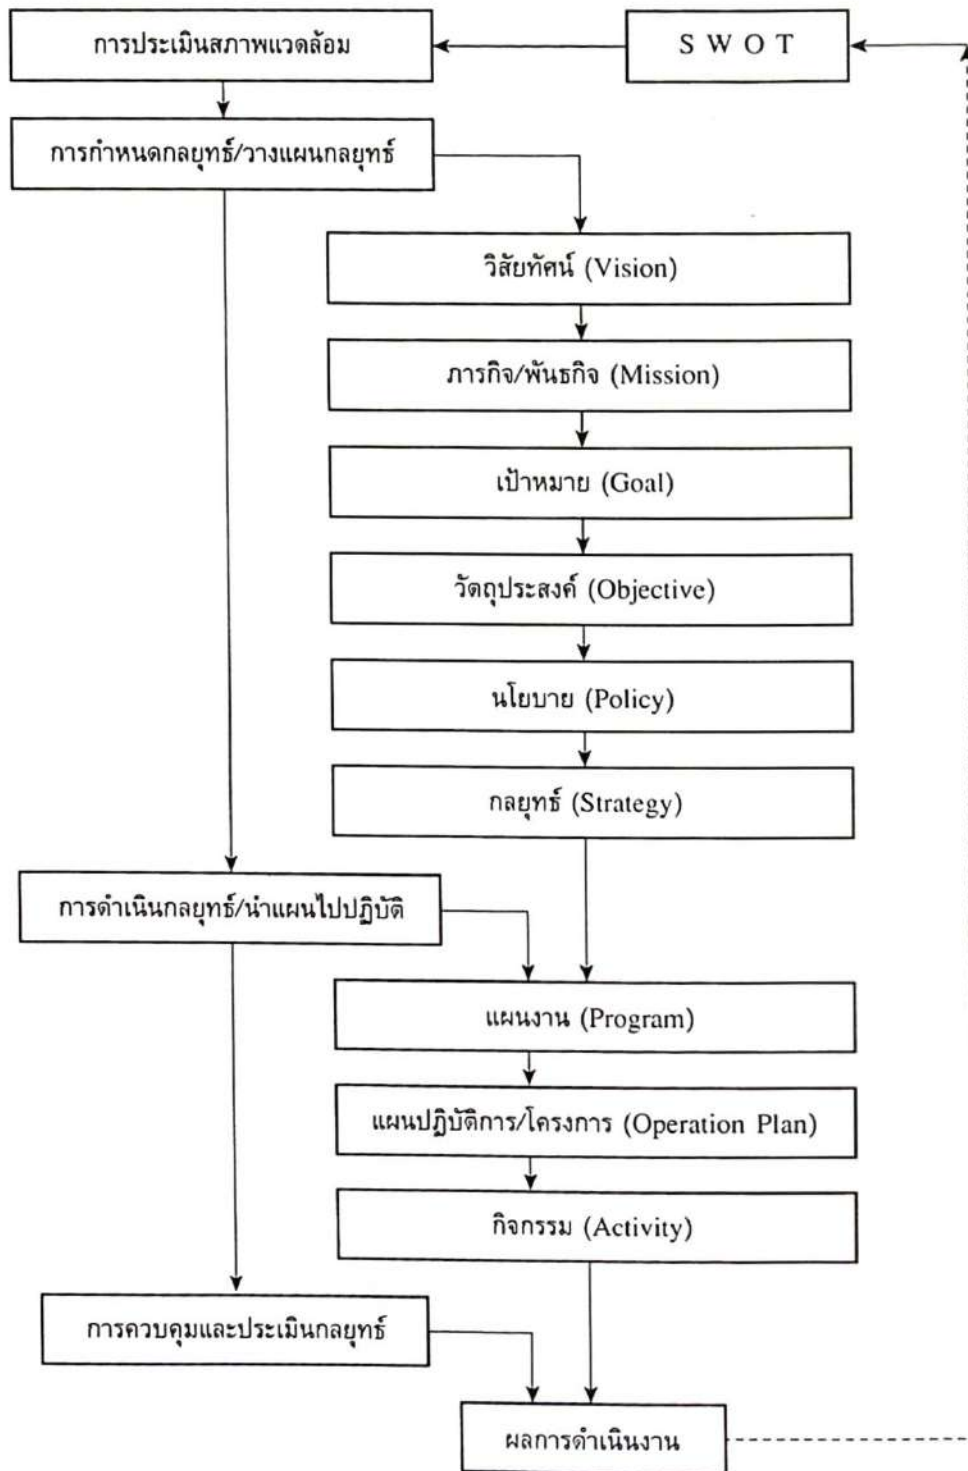 การประเมินสภาพแวดล้อม
S W O T
การกำหนดกลยุทธ์/วางแผนกลยุทธ์
วิสัยทัศน์ (Vision)
ภารกิจ/พันธกิจ (Mission)
เป้าหมาย (Goal)
วัตถุประสงค์ (Objective)
นโยบาย (Policy)
กลยุทธ์ (Strategy)
การดำเนินกลยุทธ์/นำแผนไปปฏิบัติ
แผนงาน (Program)
แผนปฏิบัติการ/โครงการ (Operation Plan)
กิจกรรม (Activity)
การควบคุมและประเมินกลยุทธ์
ผลการดำเนินงาน